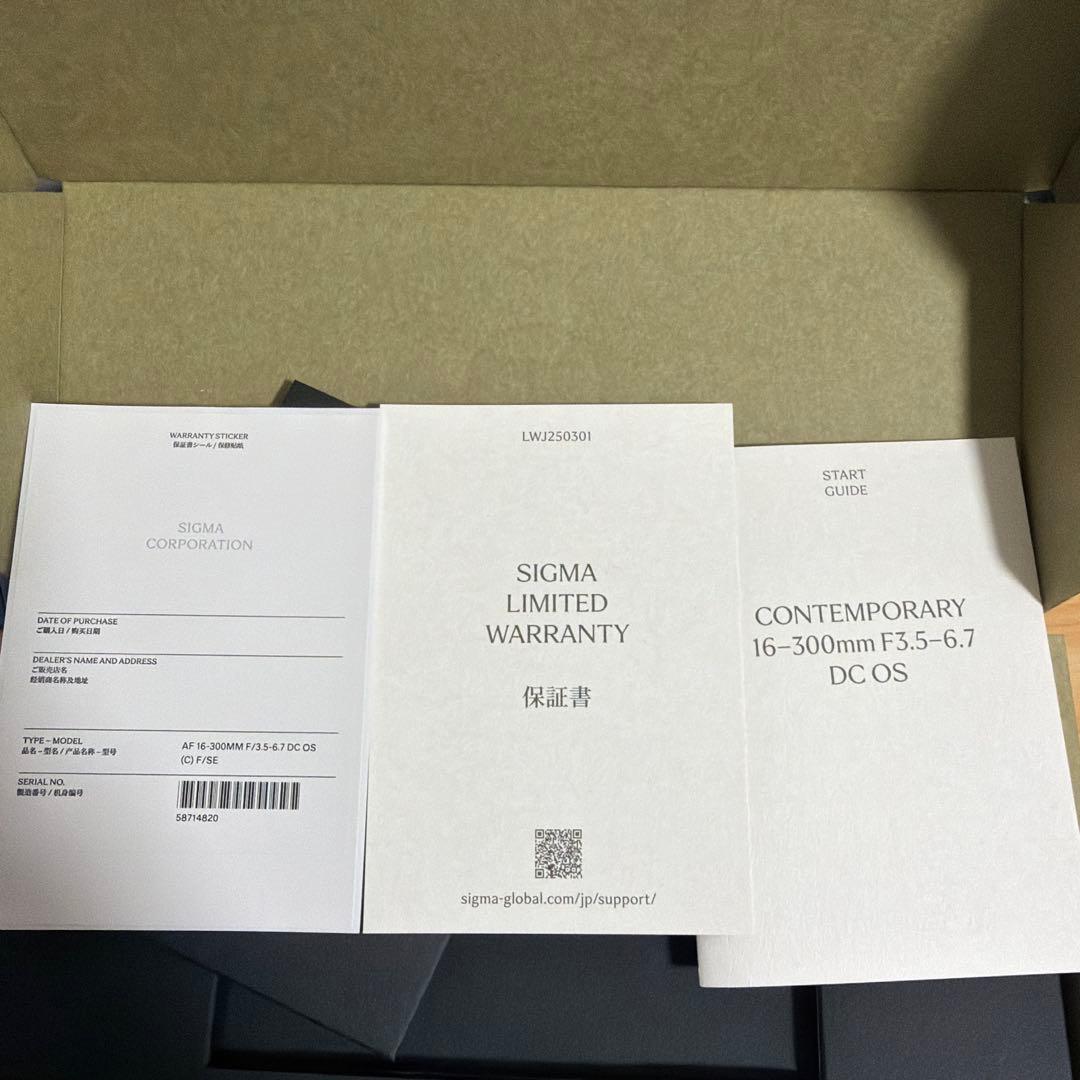 WARRANTY STICKER
保証書シール / 保修贴纸
SIGMA
CORPORATION
DATE OF PURCHASE
ご購入日 / 购买日期
DEALER'S NAME AND ADDRESS
ご販売店名
经销商名称及地址
TYPE – MODEL
品名 – 型名 / 产品名称 – 型号
AF 16-300MM F/3.5-6.7 DC OS
(C) F/SE
SERIAL NO.
製造番号 / 机身编号
58714820
LWJ250301
SIGMA
LIMITED
WARRANTY
保証書
sigma-global.com/jp/support/
START
GUIDE
CONTEMPORARY
16–300mm F3.5–6.7
DC OS